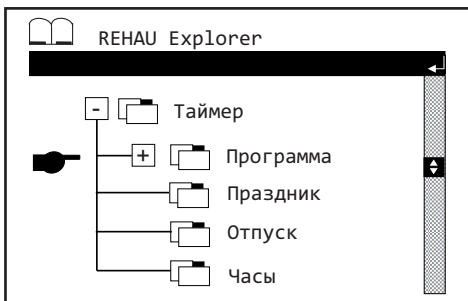 REHAU Explorer
Таймер
Программа
Праздник
Отпуск
Часы